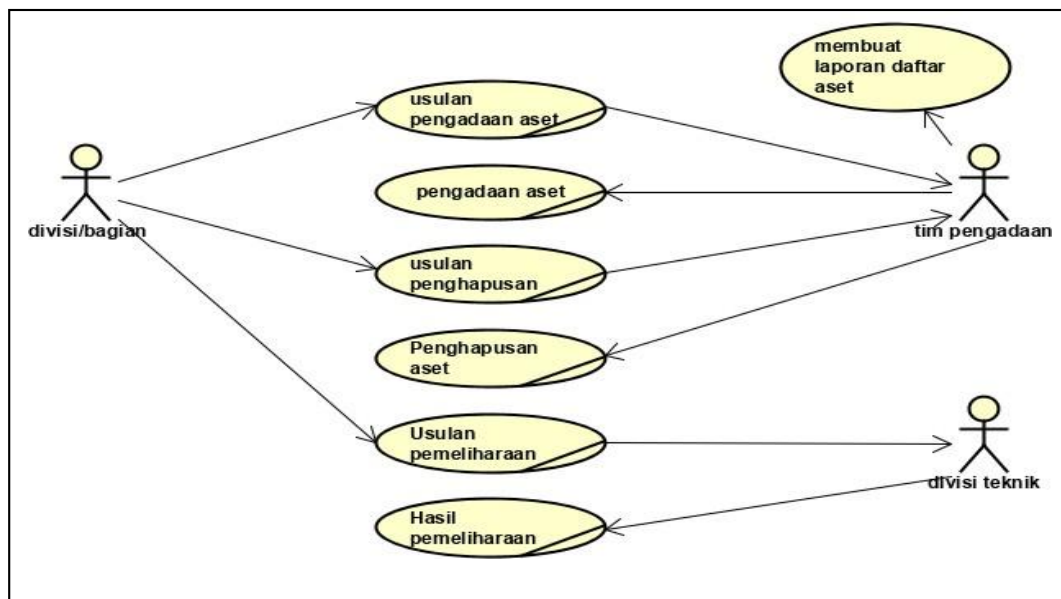 membuat
laporan daftar
aset
usulan
pengadaan aset
pengadaan aset
divisi/bagian
tim pengadaan
usulan
penghapusan
Penghapusan
aset
Usulan
pemeliharaan
divisi teknik
Hasil
pemeliharaan